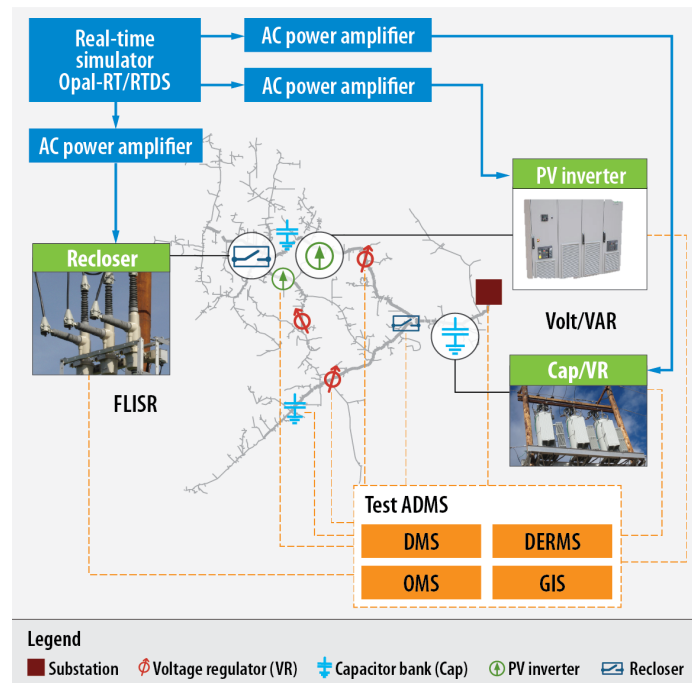 Real-time
simulator
Opal-RT/RTDS
AC power amplifier
AC power amplifier
AC power amplifier
PV inverter
Recloser
Volt/VAR
Cap/VR
FLISR
Test ADMS
DMS
DERMS
OMS
GIS
Legend
Substation
Voltage regulator (VR)
Capacitor bank (Cap)
PV inverter
Recloser